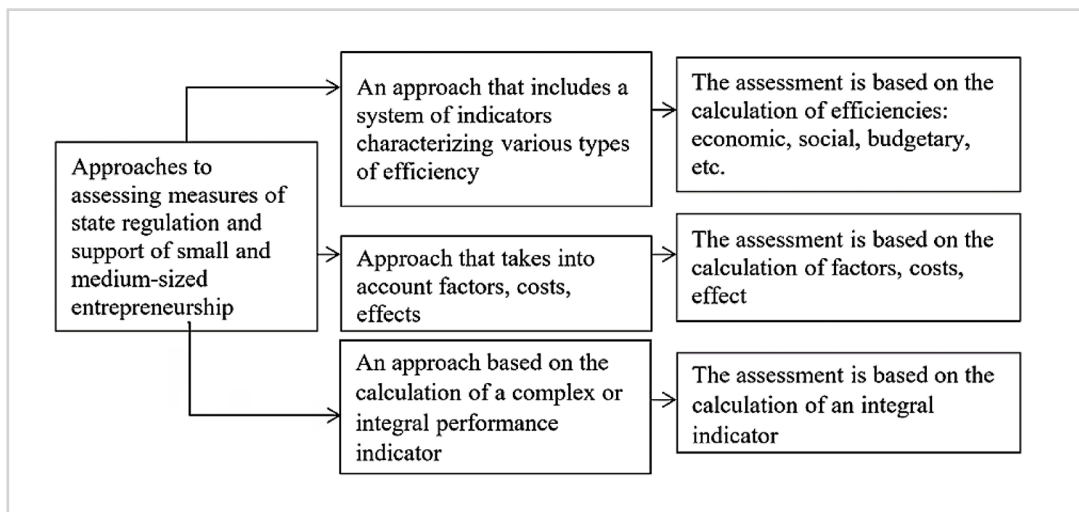 Approaches to
assessing measures of
state regulation and
support of small and
medium-sized
entrepreneurship
An approach that includes a
system of indicators
characterizing various types
of efficiency
The assessment is based on the
calculation of efficiencies:
economic, social, budgetary,
etc.
Approach that takes into
account factors, costs,
effects
The assessment is based on the
calculation of factors, costs,
effect
An approach based on the
calculation of a complex or
integral performance
indicator
The assessment is based on the
calculation of an integral
indicator